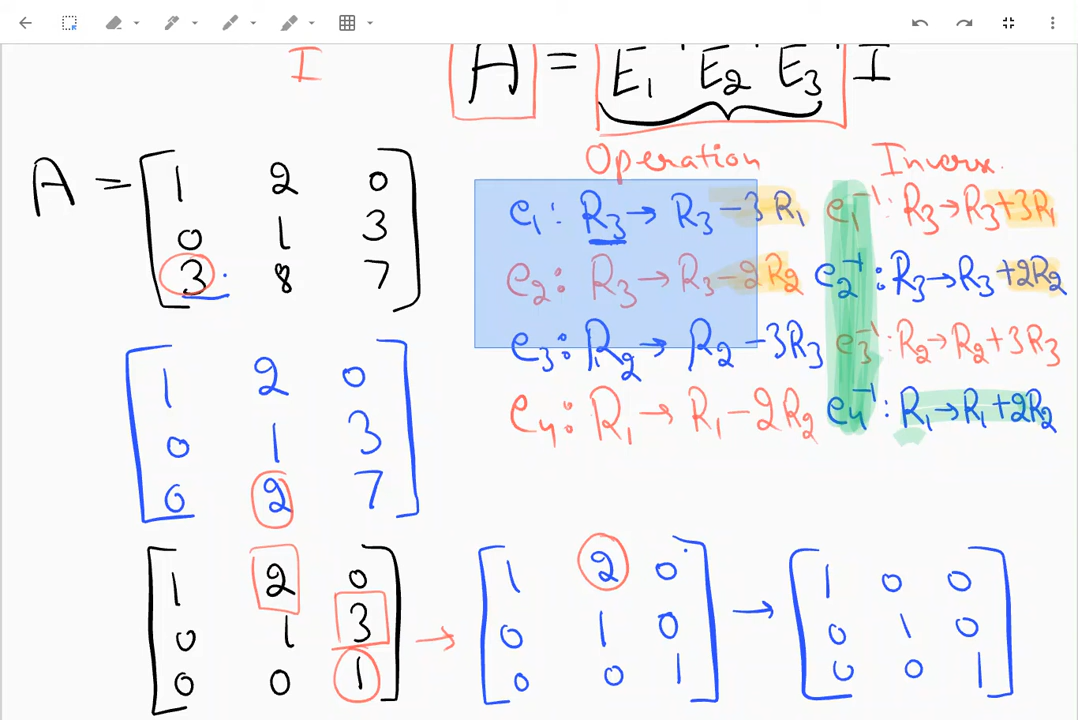 I
A = E₁⁻¹ E₂⁻¹ E₃⁻¹ I
Operation Inverse.
A = [1 2 0
0 1 3
3 8 7]
e₁ : R₃ → R₃ -3R₁ e₁⁻¹ : R₃ → R₃ +3R₁
e₂ : R₃ → R₃ -2R₂ e₂⁻¹ : R₃ → R₃ +2R₂
e₃ : R₂ → R₂ -3R₃ e₃⁻¹ : R₂ → R₂ +3R₃
e₄ : R₁ → R₁ -2R₂ e₄⁻¹ : R₁ → R₁ +2R₂
[1 2 0
0 1 3
0 2 7]
[1 2 0
0 1 3
0 0 1]
→ [1 2 0
0 1 0
0 0 1]
→ [1 0 0
0 1 0
0 0 1]